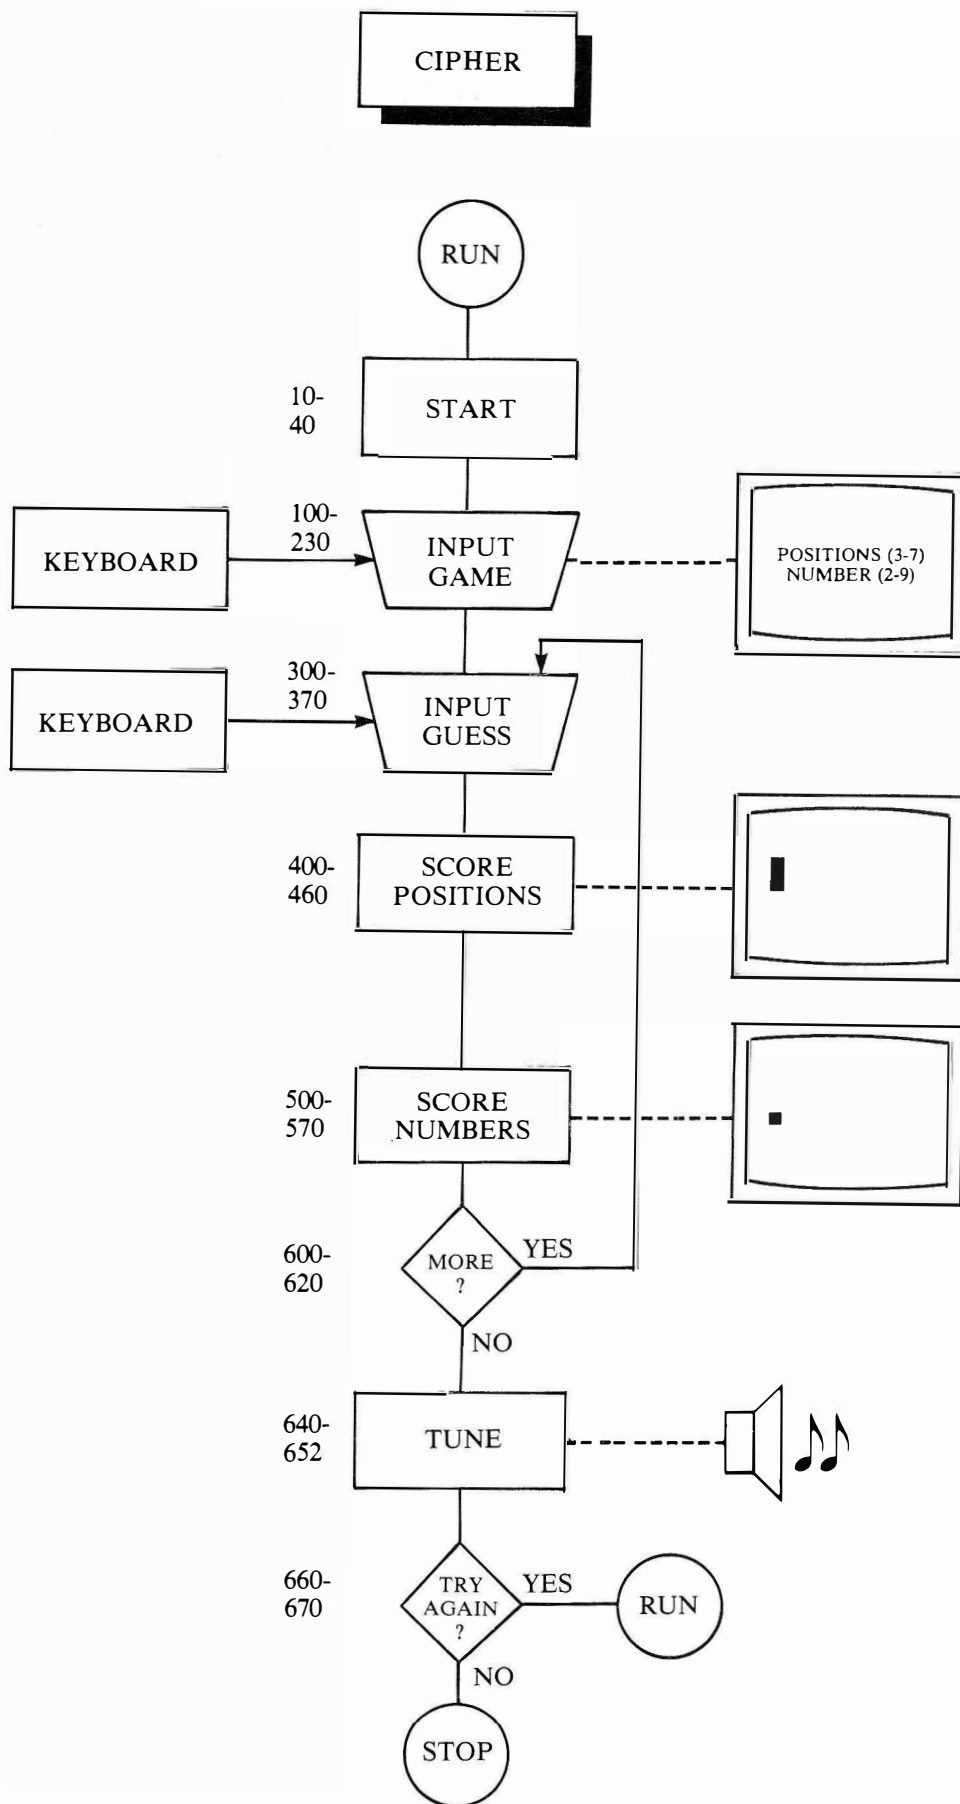 CIPHER
RUN
10-
40
START
100-
230
KEYBOARD
INPUT
GAME
POSITIONS (3-7)
NUMBER (2-9)
300-
370
KEYBOARD
INPUT
GUESS
400-
460
SCORE
POSITIONS
500-
570
SCORE
NUMBERS
600-
620
MORE
?
YES
NO
640-
652
TUNE
660-
670
TRY
AGAIN
?
YES
RUN
NO
STOP